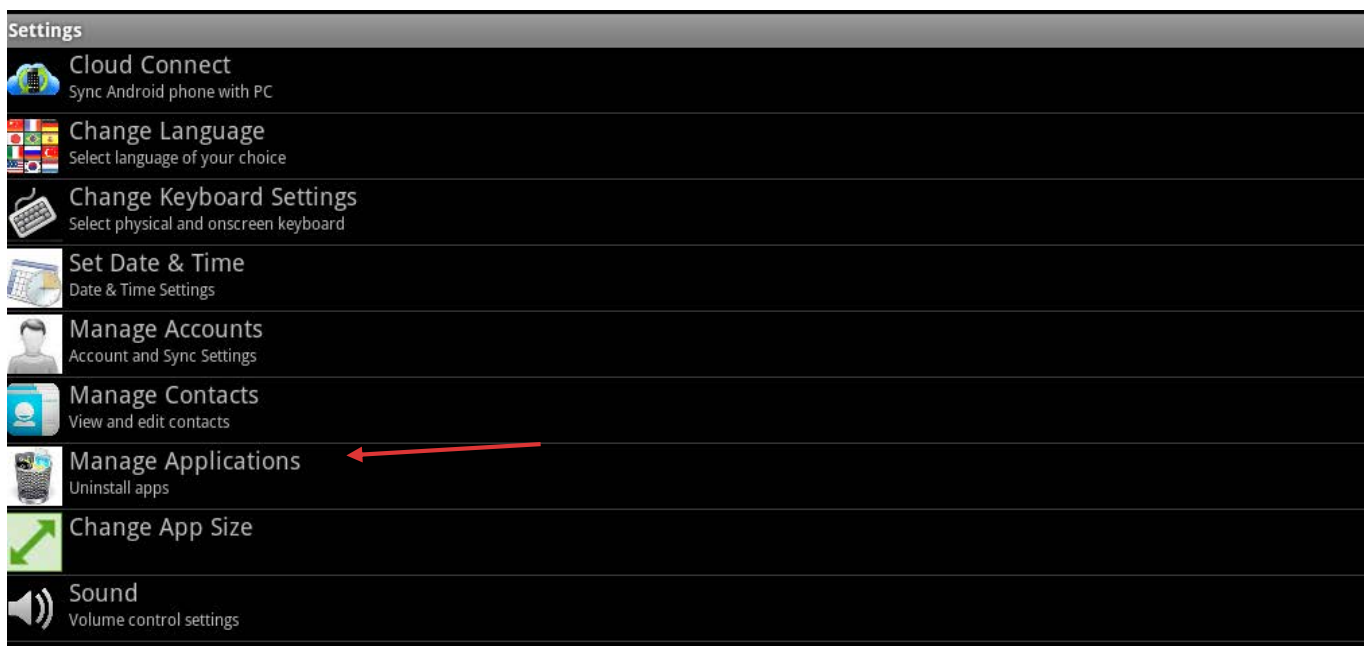 Settings
Cloud Connect
Sync Android phone with PC
Change Language
Select language of your choice
Change Keyboard Settings
Select physical and onscreen keyboard
Set Date & Time
Date & Time Settings
Manage Accounts
Account and Sync Settings
Manage Contacts
View and edit contacts
Manage Applications
Uninstall apps
Change App Size
Sound
Volume control settings